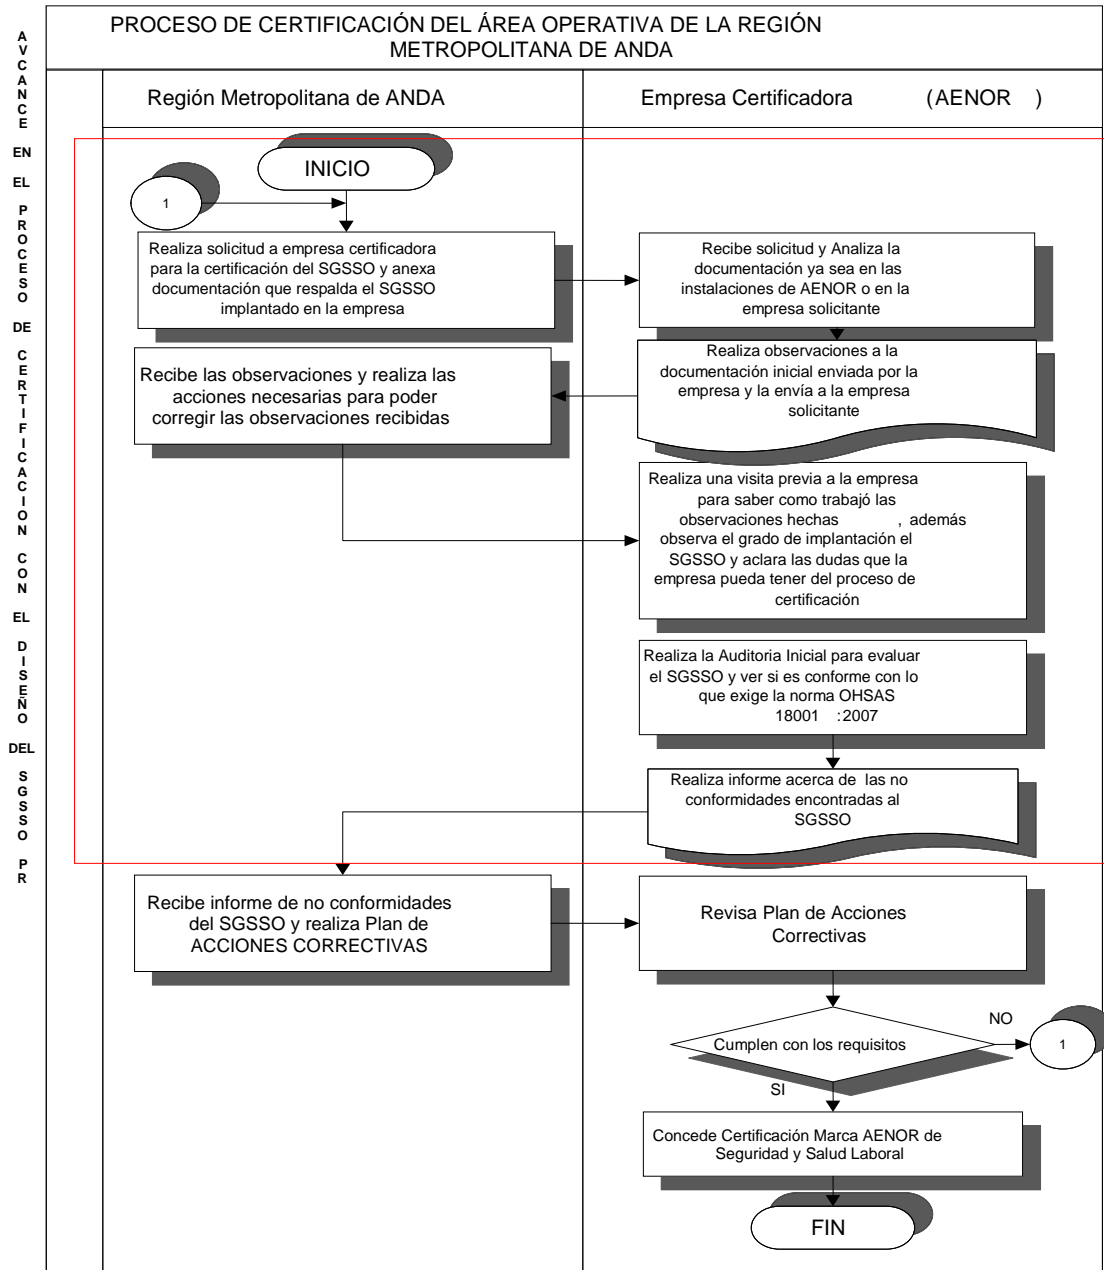 PROCESO DE CERTIFICACIÓN DEL ÁREA OPERATIVA DE LA REGIÓN
METROPOLITANA DE ANDA
AVCANCE EN EL PROCESO DE CERTIFICACION CON EL DISEÑO DEL SGSSO PR
Región Metropolitana de ANDA
Empresa Certificadora (AENOR )
INICIO
1
Realiza solicitud a empresa certificadora
para la certificación del SGSSO y anexa
documentación que respalda el SGSSO
implantado en la empresa
Recibe solicitud y Analiza la
documentación ya sea en las
instalaciones de AENOR o en la
empresa solicitante
Realiza observaciones a la
documentación inicial enviada por la
empresa y la envía a la empresa
solicitante
Recibe las observaciones y realiza las
acciones necesarias para poder
corregir las observaciones recibidas
Realiza una visita previa a la empresa
para saber como trabajó las
observaciones hechas , además
observa el grado de implantación el
SGSSO y aclara las dudas que la
empresa pueda tener del proceso de
certificación
Realiza la Auditoria Inicial para evaluar
el SGSSO y ver si es conforme con lo
que exige la norma OHSAS
18001 :2007
Realiza informe acerca de las no
conformidades encontradas al
SGSSO
Recibe informe de no conformidades
del SGSSO y realiza Plan de
ACCIONES CORRECTIVAS
Revisa Plan de Acciones
Correctivas
Cumplen con los requisitos
NO
1
SI
Concede Certificación Marca AENOR de
Seguridad y Salud Laboral
FIN